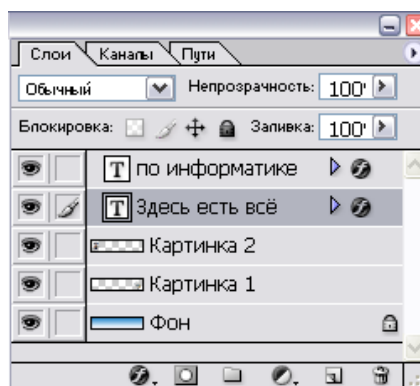 Слои Каналы Пути
Обычный Непрозрачность: 100'
Блокировка: Заливка: 100'
T по информатике
T Здесь есть всё
Картинка 2
Картинка 1
Фон